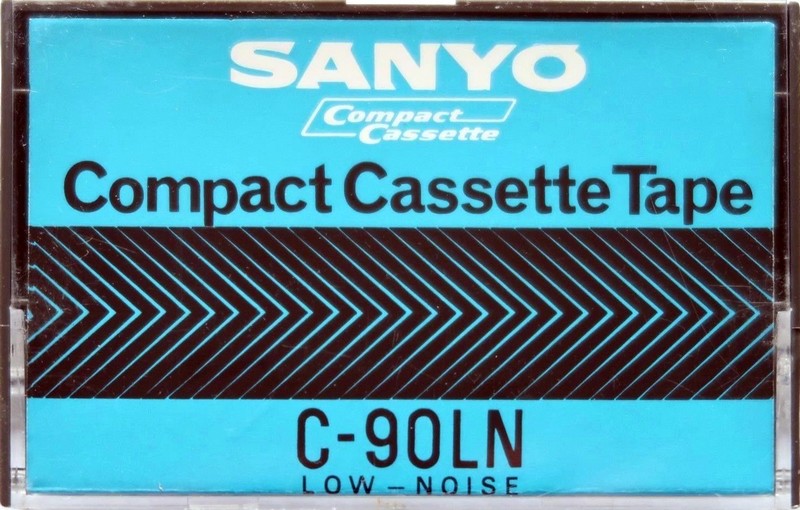 SANYO
Compact
Cassette
Compact Cassette Tape
C-90LN
LOW-NOISE